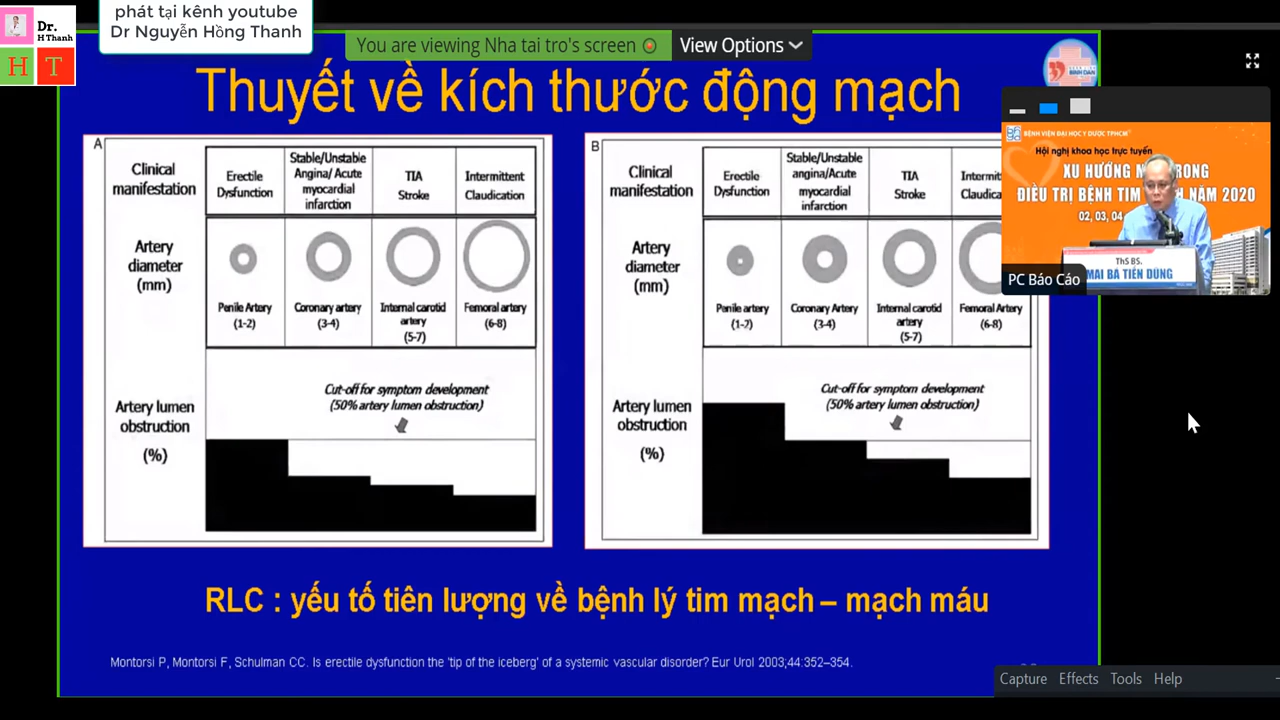 phát tại kênh youtube
Dr Nguyễn Hồng Thanh
Dr.
H Thanh
H T
You are viewing Nha tai tro's screen
View Options
Thuyết về kích thước động mạch
A
Clinical
manifestation
Erectile
Dysfunction
Stable/Unstable
Angina/ Acute
myocardial
infarction
TIA
Stroke
Intermittent
Claudication
Artery
diameter
(mm)
Penile Artery
(1-2)
Coronary artery
(3-4)
Internal carotid
artery
(5-7)
Femoral artery
(6-8)
Cut-off for symptom development
(50% artery lumen obstruction)
Artery lumen
obstruction
(%)
B
Clinical
manifestation
Erectile
Dysfunction
Stable/Unstable
angina/Acute
myocardial
infarction
TIA
Stroke
Artery
diameter
(mm)
Penile artery
Coronary Artery
(3-4)
Internal carotid
artery
(5-7)
Femoral artery
(6-8)
Cut-off for symptom development
(50% artery lumen obstruction)
Artery lumen
obstruction
(%)
BỆNH VIỆN ĐẠI HỌC Y DƯỢC TPHCM
Hội nghị khoa học trực tuyến
XU HƯỚNG TRONG
ĐIỀU TRỊ BỆNH TIM NĂM 2020
02, 03, 04
ThS BS.
MAI BÁ TIẾN DŨNG
PC Báo Cáo
RLC : yếu tố tiên lượng về bệnh lý tim mạch – mạch máu
Montorsi P, Montorsi F, Schulman CC. Is erectile dysfunction the 'tip of the iceberg' of a systemic vascular disorder? Eur Urol 2003;44:352–354.
Capture Effects Tools Help